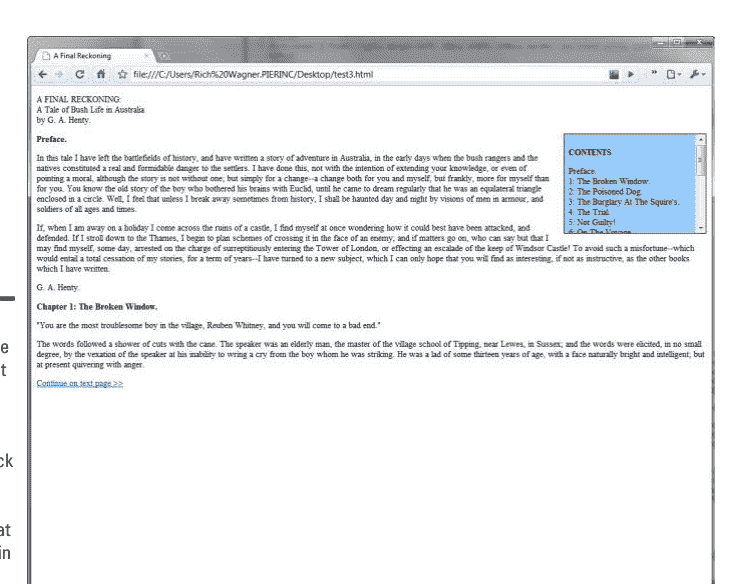 A Final Reckoning
file:///C:/Users/Rich%20Wagner.PIERINC/Desktop/test3.html
A FINAL RECKONING:
A Tale of Bush Life in Australia
by G. A. Henty.
Preface.
In this tale I have left the battlefields of history, and have written a story of adventure in Australia, in the early days when the bush rangers and the
natives constituted a real and formidable danger to the settlers. I have done this, not with the intention of extending your knowledge, or even of
pointing a moral, although the story is not without one; but simply for a change--a change both for you and myself, but frankly, more for myself than
for you. You know the old story of the boy who bothered his brains with Euclid, until he came to dream regularly that he was an equilateral triangle
enclosed in a circle. Well, I feel that unless I break away sometimes from history, I shall be haunted day and night by visions of men in armour, and
soldiers of all ages and times.
If, when I am away on a holiday I come across the ruins of a castle, I find myself at once wondering how it could best have been attacked, and
defended. If I stroll down to the Thames, I begin to plan schemes of crossing it in the face of an enemy; and if matters go on, who can say but that I
may find myself, some day, arrested on the charge of surreptitiously entering the Tower of London, or effecting an escalade of the keep of Windsor Castle! To avoid such a misfortune--which
would entail a total cessation of my stories, for a term of years--I have turned to a new subject, which I can only hope that you will find as interesting, if not as instructive, as the other books
which I have written.
G. A. Henty.
Chapter 1: The Broken Window.
"You are the most troublesome boy in the village, Reuben Whitney, and you will come to a bad end."
The words followed a shower of cuts with the cane. The speaker was an elderly man, the master of the village school of Tipping, near Lewes, in Sussex; and the words were elicited, in no small
degree, by the vexation of the speaker at his inability to wring a cry from the boy whom he was striking. He was a lad of some thirteen years of age, with a face naturally bright and intelligent; but
at present quivering with anger.
Continue on text page >>
CONTENTS
Preface.
1: The Broken Window.
2: The Poisoned Dog.
3: The Burglary At The Squire's.
4: The Trial.
5: Not Guilty!
6: On The Voyage.
e
t
ck
at
in